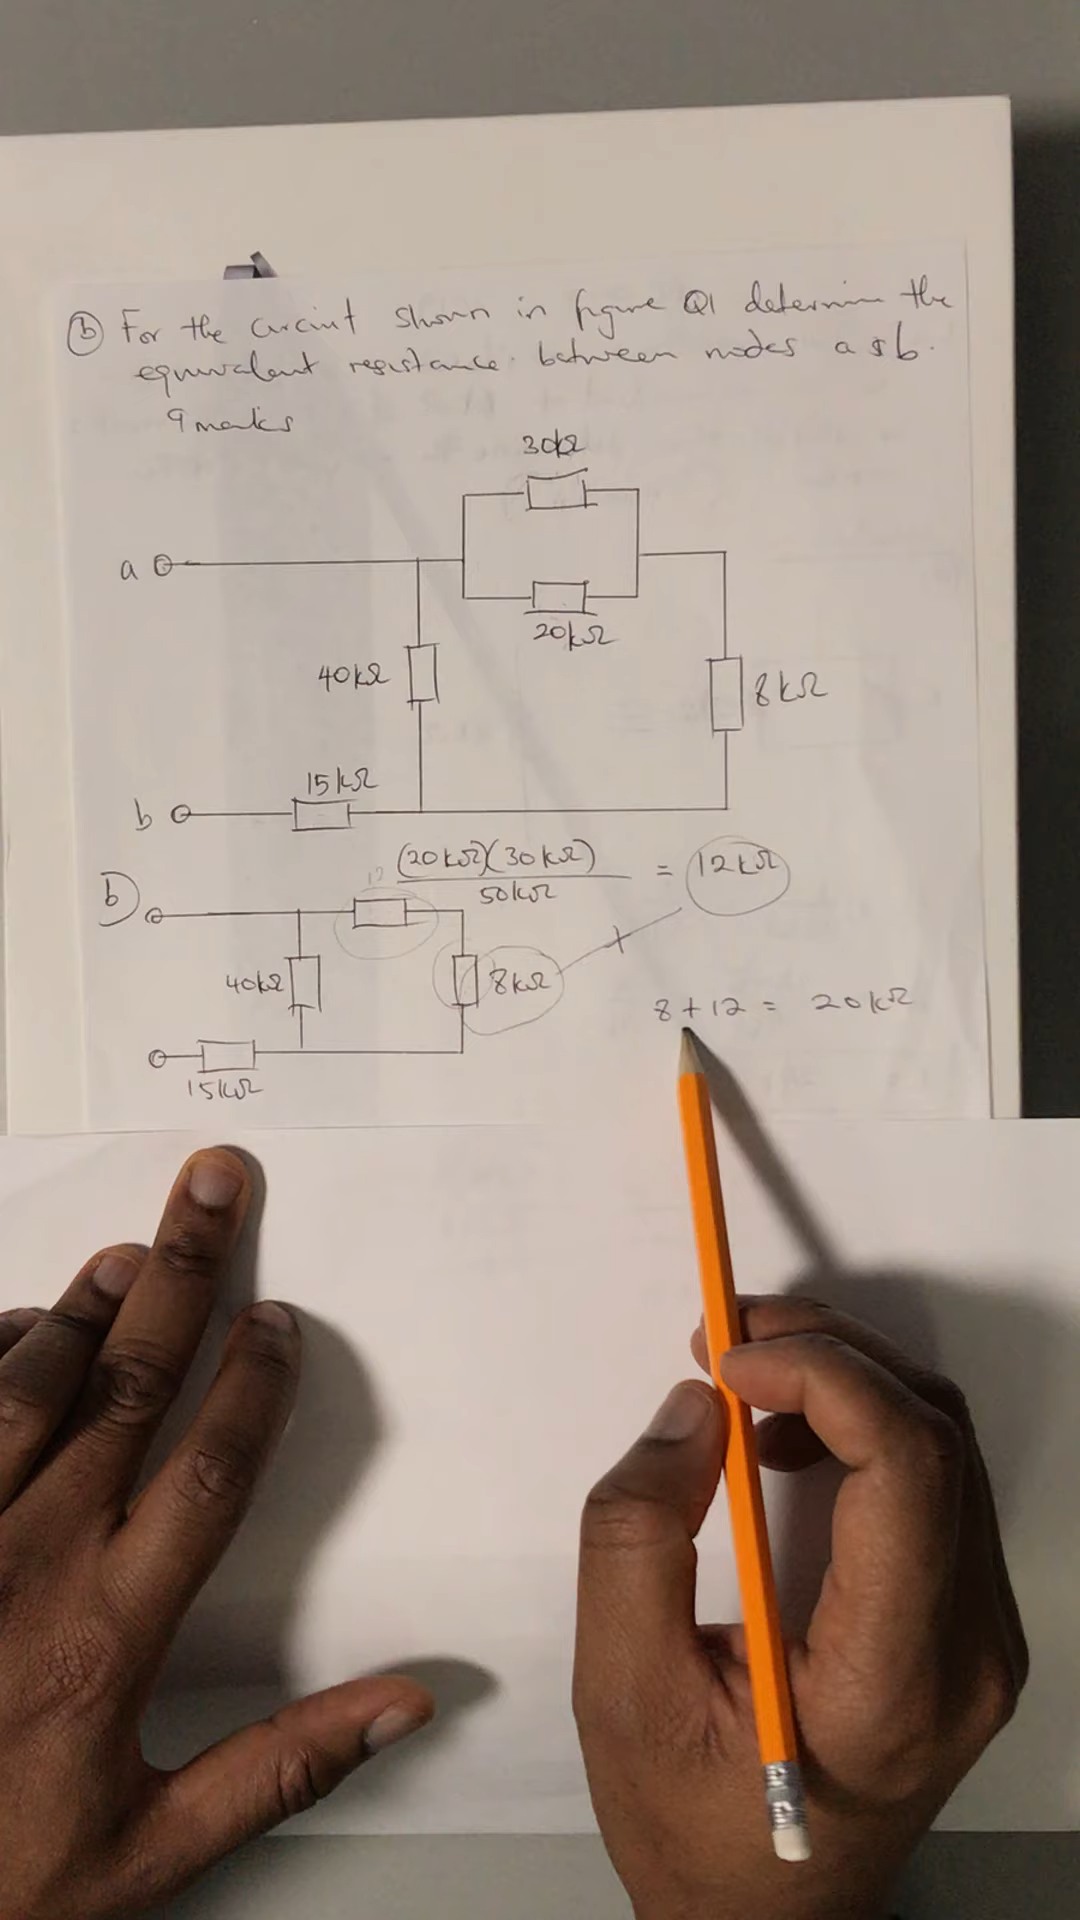 b For the circuit shown in figure Q1 determine the
equivalent resistance between nodes a & b.
9 marks
30kΩ
a
20kΩ
40kΩ
8kΩ
15kΩ
b
(20kΩ)(30kΩ)
= 12kΩ
50kΩ
b)
12
40kΩ
8kΩ
+
8+12 = 20kΩ
15kΩ